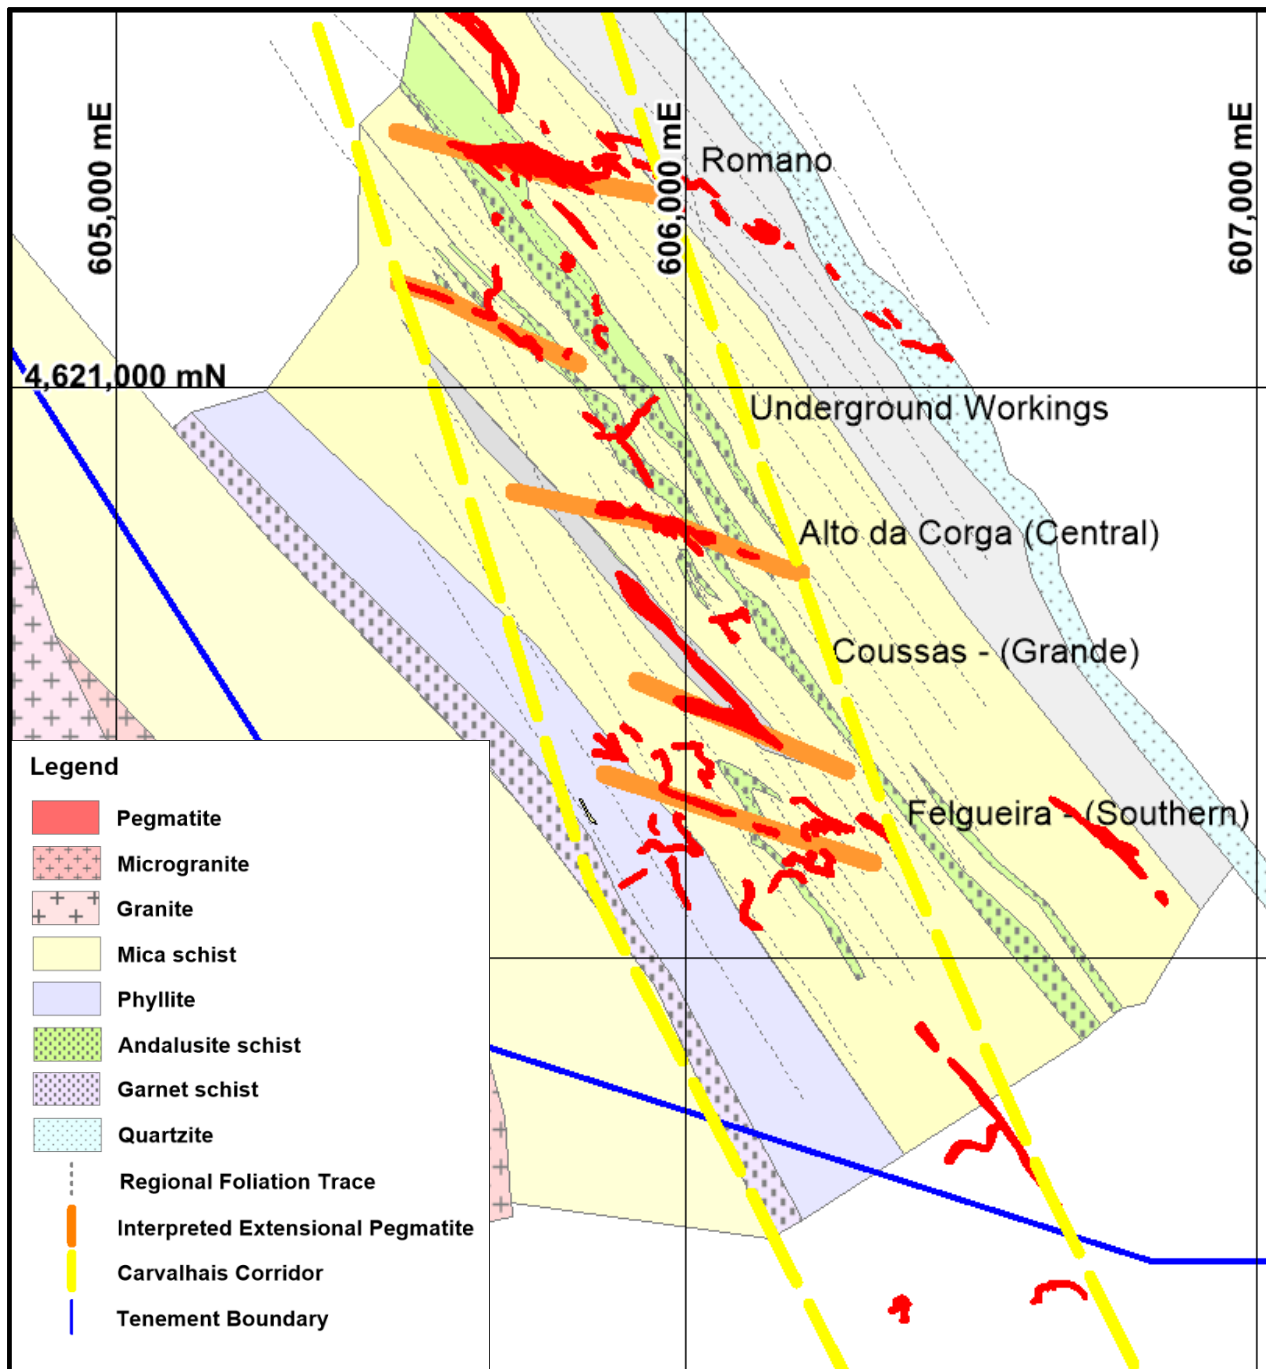 605,000 mE
606,000 mE
607,000 mE
Romano
4,621,000 mN
Underground Workings
Alto da Corga (Central)
Coussas - (Grande)
Felgueira - (Southern)
Legend
Pegmatite
Microgranite
Granite
Mica schist
Phyllite
Andalusite schist
Garnet schist
Quartzite
Regional Foliation Trace
Interpreted Extensional Pegmatite
Carvalhais Corridor
Tenement Boundary